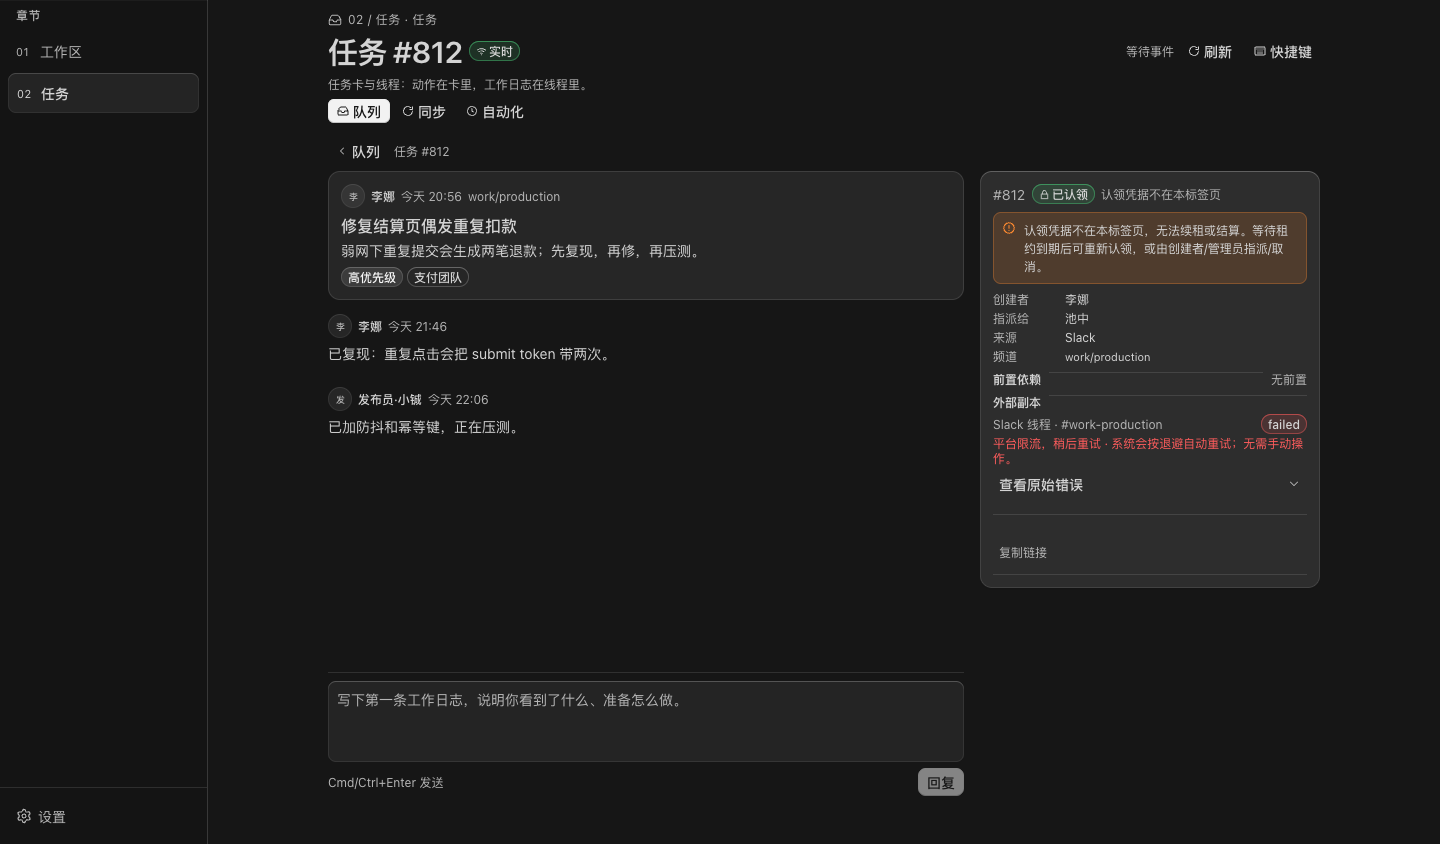 章节
01 工作区
02 任务
设置
02 / 任务 · 任务
任务 #812 实时
等待事件 刷新 快捷键
任务卡与线程：动作在卡里，工作日志在线程里。
队列 同步 自动化
队列 任务 #812
李 李娜 今天 20:56 work/production
修复结算页偶发重复扣款
弱网下重复提交会生成两笔退款；先复现，再修，再压测。
高优先级 支付团队
李 李娜 今天 21:46
已复现：重复点击会把 submit token 带两次。
发 发布员·小铖 今天 22:06
已加防抖和幂等键，正在压测。
写下第一条工作日志，说明你看到了什么、准备怎么做。
Cmd/Ctrl+Enter 发送
回复
#812 已认领 认领凭据不在本标签页
认领凭据不在本标签页，无法续租或结算。等待租
约到期后可重新认领，或由创建者/管理员指派/取
消。
创建者 李娜
指派给 池中
来源 Slack
频道 work/production
前置依赖 无前置
外部副本
Slack 线程 · #work-production failed
平台限流，稍后重试 · 系统会按退避自动重试；无需手动操
作。
查看原始错误
复制链接